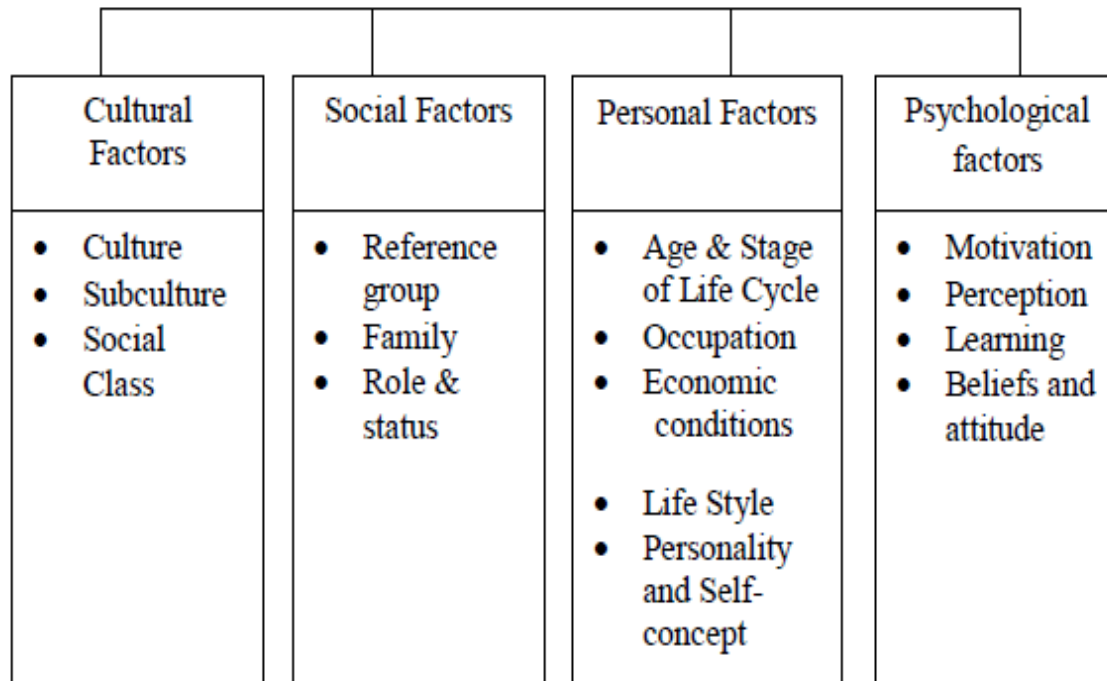 Cultural
Factors
• Culture
• Subculture
• Social
Class
Social Factors
• Reference
group
• Family
• Role &
status
Personal Factors
• Age & Stage
of Life Cycle
• Occupation
• Economic
conditions
• Life Style
• Personality
and Self-
concept
Psychological
factors
• Motivation
• Perception
• Learning
• Beliefs and
attitude